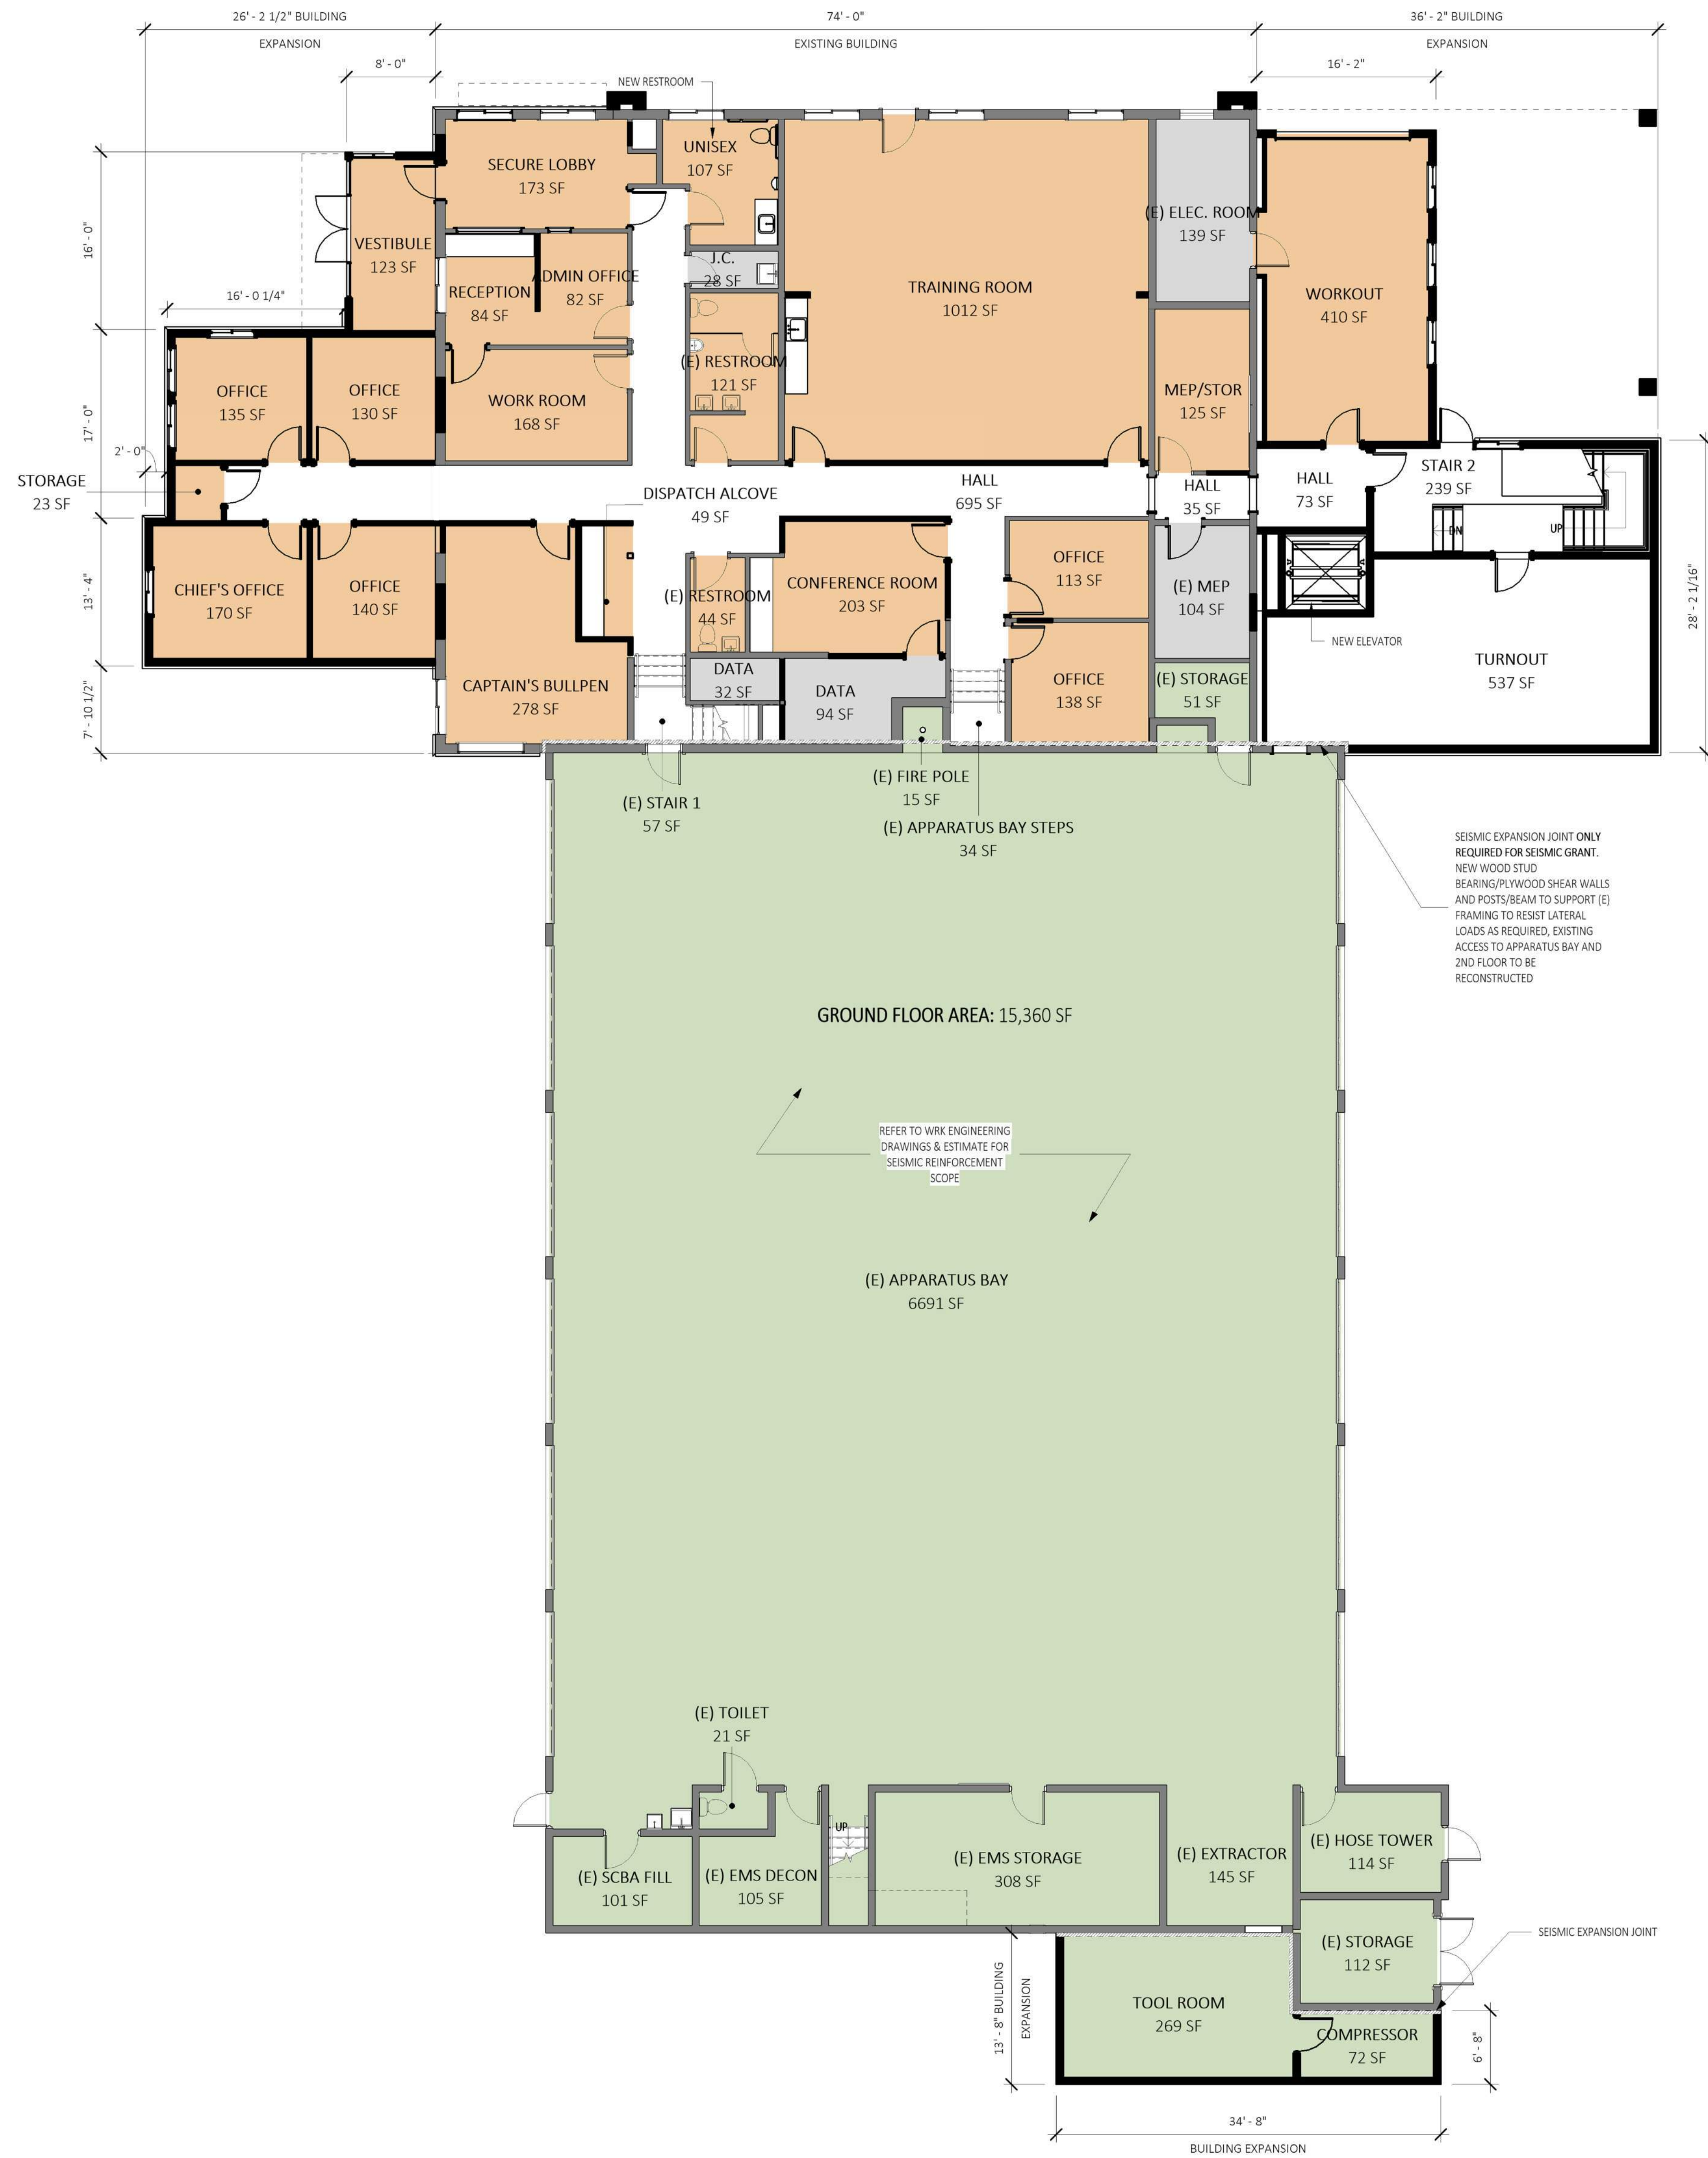 26' - 2 1/2" BUILDING
EXPANSION
74' - 0"
EXISTING BUILDING
36' - 2" BUILDING
EXPANSION
8' - 0"
16' - 2"
NEW RESTROOM
16' - 0"
17' - 0"
2' - 0"
13' - 4"
7' - 10 1/2"
16' - 0 1/4"
28' - 2 1/16"
SECURE LOBBY
173 SF
UNISEX
107 SF
VESTIBULE
123 SF
RECEPTION
84 SF
ADMIN OFFICE
82 SF
J.C.
28 SF
(E) RESTROOM
121 SF
TRAINING ROOM
1012 SF
(E) ELEC. ROOM
139 SF
WORKOUT
410 SF
OFFICE
135 SF
OFFICE
130 SF
WORK ROOM
168 SF
MEP/STOR
125 SF
STORAGE
23 SF
DISPATCH ALCOVE
49 SF
HALL
695 SF
HALL
35 SF
HALL
73 SF
STAIR 2
239 SF
DN
UP
CHIEF'S OFFICE
170 SF
OFFICE
140 SF
(E) RESTROOM
44 SF
CONFERENCE ROOM
203 SF
OFFICE
113 SF
(E) MEP
104 SF
NEW ELEVATOR
CAPTAIN'S BULLPEN
278 SF
DATA
32 SF
DATA
94 SF
OFFICE
138 SF
(E) STORAGE
51 SF
TURNOUT
537 SF
(E) STAIR 1
57 SF
(E) FIRE POLE
15 SF
(E) APPARATUS BAY STEPS
34 SF
SEISMIC EXPANSION JOINT ONLY
REQUIRED FOR SEISMIC GRANT.
NEW WOOD STUD
BEARING/PLYWOOD SHEAR WALLS
AND POSTS/BEAM TO SUPPORT (E)
FRAMING TO RESIST LATERAL
LOADS AS REQUIRED, EXISTING
ACCESS TO APPARATUS BAY AND
2ND FLOOR TO BE
RECONSTRUCTED
GROUND FLOOR AREA: 15,360 SF
REFER TO WRK ENGINEERING
DRAWINGS & ESTIMATE FOR
SEISMIC REINFORCEMENT
SCOPE
(E) APPARATUS BAY
6691 SF
(E) TOILET
21 SF
UP
(E) SCBA FILL
101 SF
(E) EMS DECON
105 SF
(E) EMS STORAGE
308 SF
(E) EXTRACTOR
145 SF
(E) HOSE TOWER
114 SF
(E) STORAGE
112 SF
SEISMIC EXPANSION JOINT
13' - 8" BUILDING
EXPANSION
TOOL ROOM
269 SF
COMPRESSOR
72 SF
6' - 8"
34' - 8"
BUILDING EXPANSION